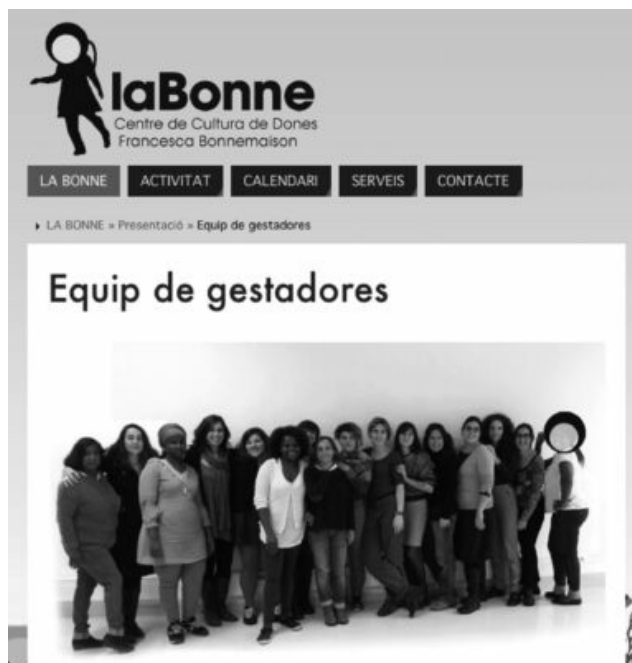 laBonne
Centre de Cultura de Dones
Francesca Bonnemaison
LA BONNE ACTIVITAT CALENDARI SERVEIS CONTACTE
LA BONNE » Presentació » Equip de gestadores
Equip de gestadores